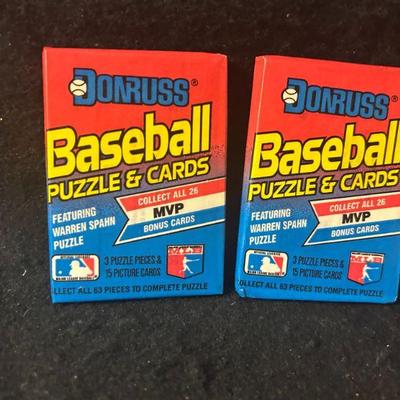 DONRUSS®
Baseball
PUZZLE & CARDS
COLLECT ALL 26
MVP
BONUS CARDS
FEATURING
WARREN SPAHN
PUZZLE
3 PUZZLE PIECES &
15 PICTURE CARDS
LLECT ALL 63 PIECES TO COMPLETE PUZZLE
DONRUSS
Baseball
PUZZLE & CARDS
COLLECT ALL 26
MVP
BONUS CARDS
FEATURING
WARREN SPAHN
PUZZLE
3 PUZZLE PIECES &
15 PICTURE CARDS
LLECT ALL 63 PIECES TO COMPLETE PUZZLE